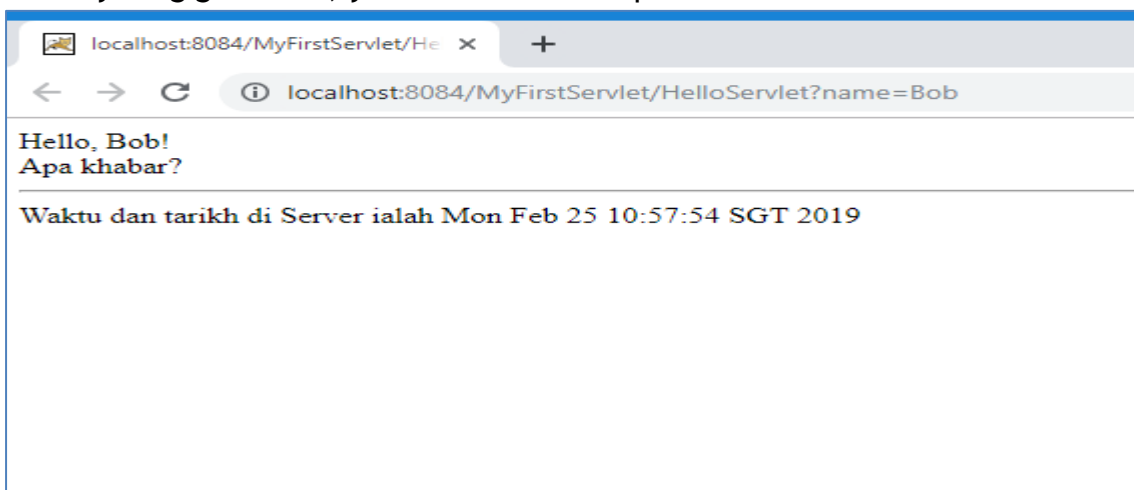 localhost:8084/MyFirstServlet/He
localhost:8084/MyFirstServlet/HelloServlet?name=Bob
Hello, Bob!
Apa khabar?
Waktu dan tarikh di Server ialah Mon Feb 25 10:57:54 SGT 2019